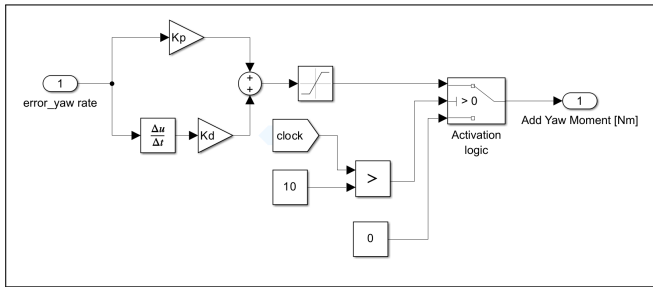 Kp
+
+
1
error_yaw rate
Δu
Δt
Kd
clock
10
>
> 0
Activation
logic
0
1
Add Yaw Moment [Nm]